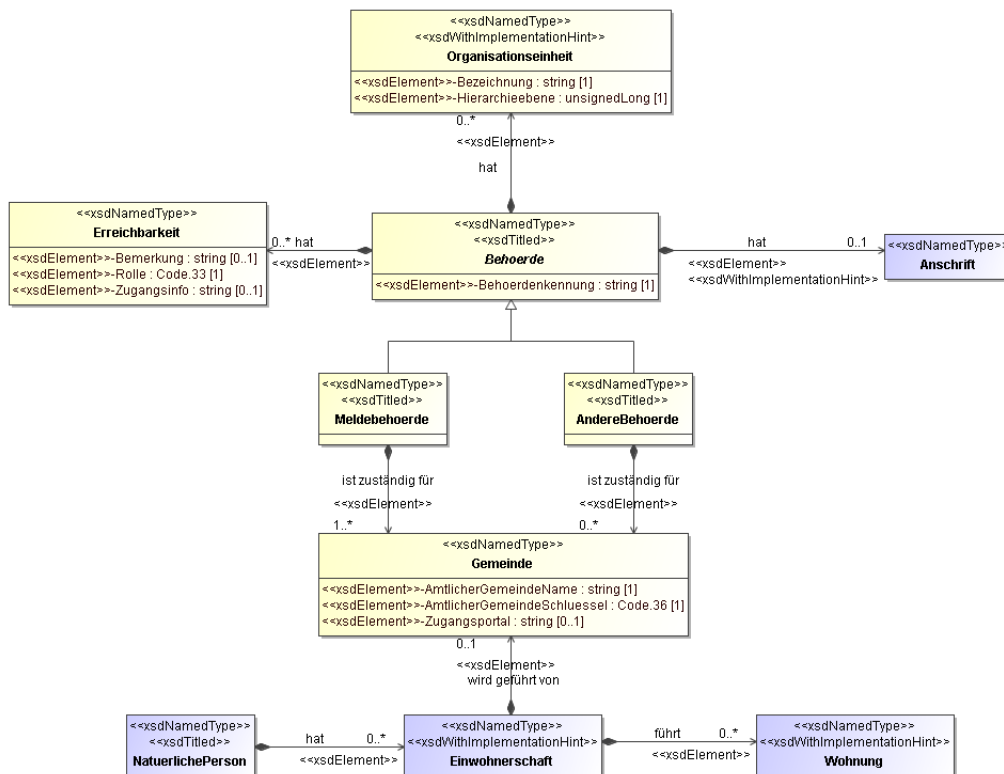 <<xsdNamedType>>
<<xsdWithImplementationHint>>
Organisationseinheit
<<xsdElement>>-Bezeichnung : string [1]
<<xsdElement>>-Hierarchieebene : unsignedLong [1]
0..*
<<xsdElement>>
hat
<<xsdNamedType>>
Erreichbarkeit
<<xsdElement>>-Bemerkung : string [0..1]
<<xsdElement>>-Rolle : Code.33 [1]
<<xsdElement>>-Zugangsinfo : string [0..1]
0..* hat
<<xsdElement>>
<<xsdNamedType>>
<<xsdTitled>>
Behoerde
<<xsdElement>>-Behoerdenkennung : string [1]
hat 0..1
<<xsdElement>>
<<xsdWithImplementationHint>>
<<xsdNamedType>>
Anschrift
<<xsdNamedType>>
<<xsdTitled>>
Meldebehoerde
<<xsdNamedType>>
<<xsdTitled>>
AndereBehoerde
ist zuständig für
<<xsdElement>>
1..*
ist zuständig für
<<xsdElement>>
0..*
<<xsdNamedType>>
Gemeinde
<<xsdElement>>-AmtlicherGemeindeName : string [1]
<<xsdElement>>-AmtlicherGemeindeSchluessel : Code.36 [1]
<<xsdElement>>-Zugangsportal : string [0..1]
0..1
<<xsdElement>>
wird geführt von
<<xsdNamedType>>
<<xsdTitled>>
NatuerlichePerson
hat 0..*
<<xsdElement>>
<<xsdNamedType>>
<<xsdWithImplementationHint>>
Einwohnerschaft
führt 0..*
<<xsdElement>>
<<xsdNamedType>>
<<xsdWithImplementationHint>>
Wohnung